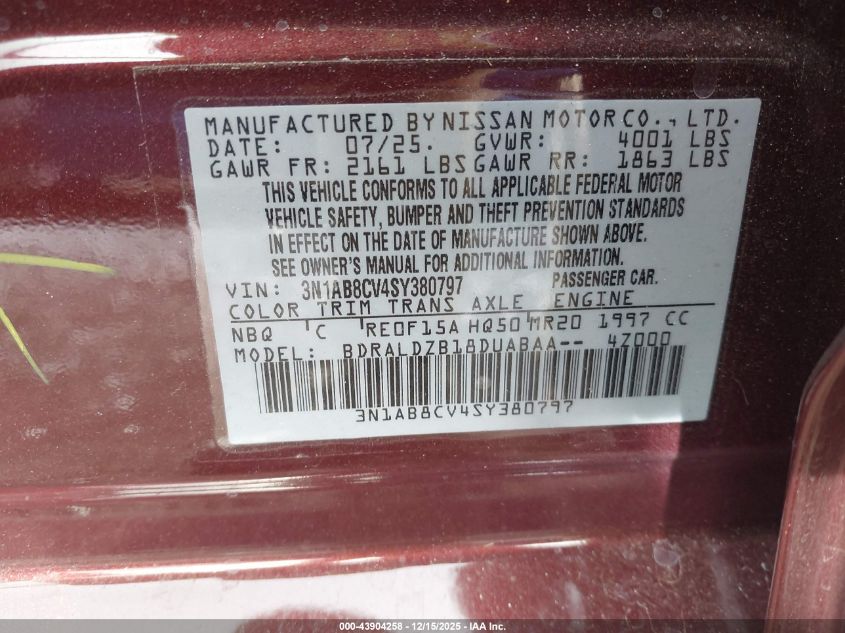 MANUFACTURED BY NISSAN MOTOR CO., LTD.
DATE: 07/25. GVWR: 4001 LBS
GAWR FR: 2161 LBS GAWR RR: 1863 LBS
THIS VEHICLE CONFORMS TO ALL APPLICABLE FEDERAL MOTOR
VEHICLE SAFETY, BUMPER AND THEFT PREVENTION STANDARDS
IN EFFECT ON THE DATE OF MANUFACTURE SHOWN ABOVE.
SEE OWNER'S MANUAL FOR ADDITIONAL INFORMATION.
VIN: 3N1AB8CV4SY380797 PASSENGER CAR.
COLOR TRIM TRANS AXLE ENGINE
NBQ C RE0F15A HQ50 MR20 1997 CC
MODEL: BDRALDZB18DUABAA-- 4Z000
3N1AB8CV4SY380797
000-43904258 - 12/15/2025 - IAA Inc.